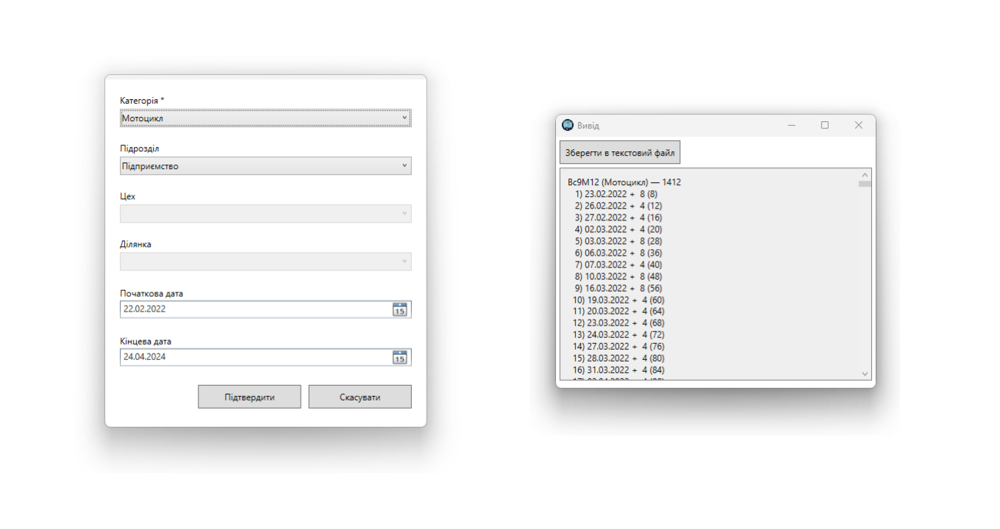 Категорія *
Мотоцикл
Підрозділ
Підприємство
Цех
Ділянка
Початкова дата
22.02.2022
15
Кінцева дата
24.04.2024
15
Підтвердити
Скасувати
Вивід
Зберегти в текстовий файл
Вс9М12 (Мотоцикл) — 1412
1) 23.02.2022 + 8 (8)
2) 26.02.2022 + 4 (12)
3) 27.02.2022 + 4 (16)
4) 02.03.2022 + 4 (20)
5) 03.03.2022 + 8 (28)
6) 06.03.2022 + 8 (36)
7) 07.03.2022 + 4 (40)
8) 10.03.2022 + 8 (48)
9) 16.03.2022 + 8 (56)
10) 19.03.2022 + 4 (60)
11) 20.03.2022 + 4 (64)
12) 23.03.2022 + 4 (68)
13) 24.03.2022 + 4 (72)
14) 27.03.2022 + 4 (76)
15) 28.03.2022 + 4 (80)
16) 31.03.2022 + 4 (84)